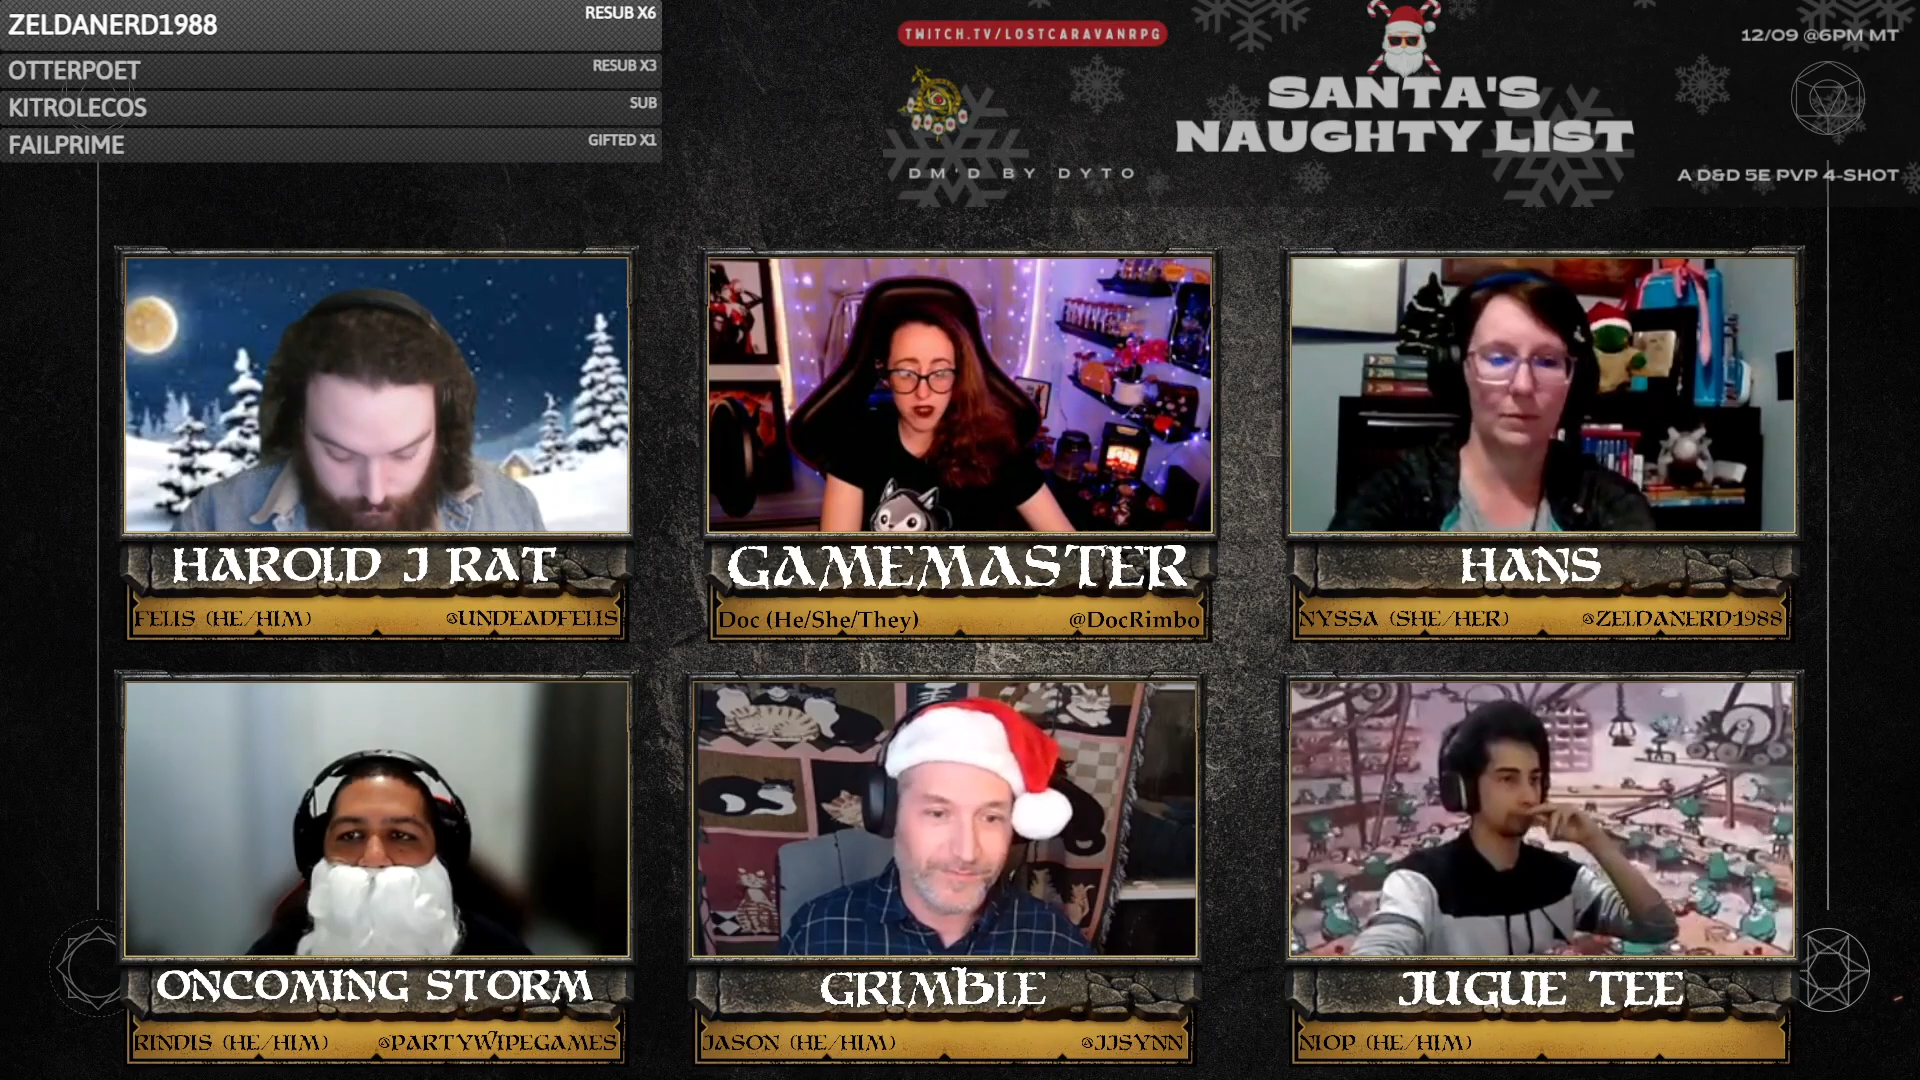 ZELDANERD1988 RESUB X6
OTTERPOET RESUB X3
KITROLECOS SUB
FAILPRIME GIFTED X1
TWITCH.TV/LOSTCARAVANRPG
DM'D BY DYTO
SANTA'S
NAUGHTY LIST
12/09 @6PM MT
A D&D 5E PVP 4-SHOT
HAROLD J RAT
FELIS (HE/HIM) @UNDEADFELIS
GAMEMASTER
Doc (He/She/They) @DocRimbo
HANS
NYSSA (SHE/HER) @ZELDANERD1988
ONCOMING STORM
RINDIS (HE/HIM) @PARTYWIPEGAMES
GRIMBLE
JASON (HE/HIM) @JJSYNN
JUGUE TEE
NIOP (HE/HIM)